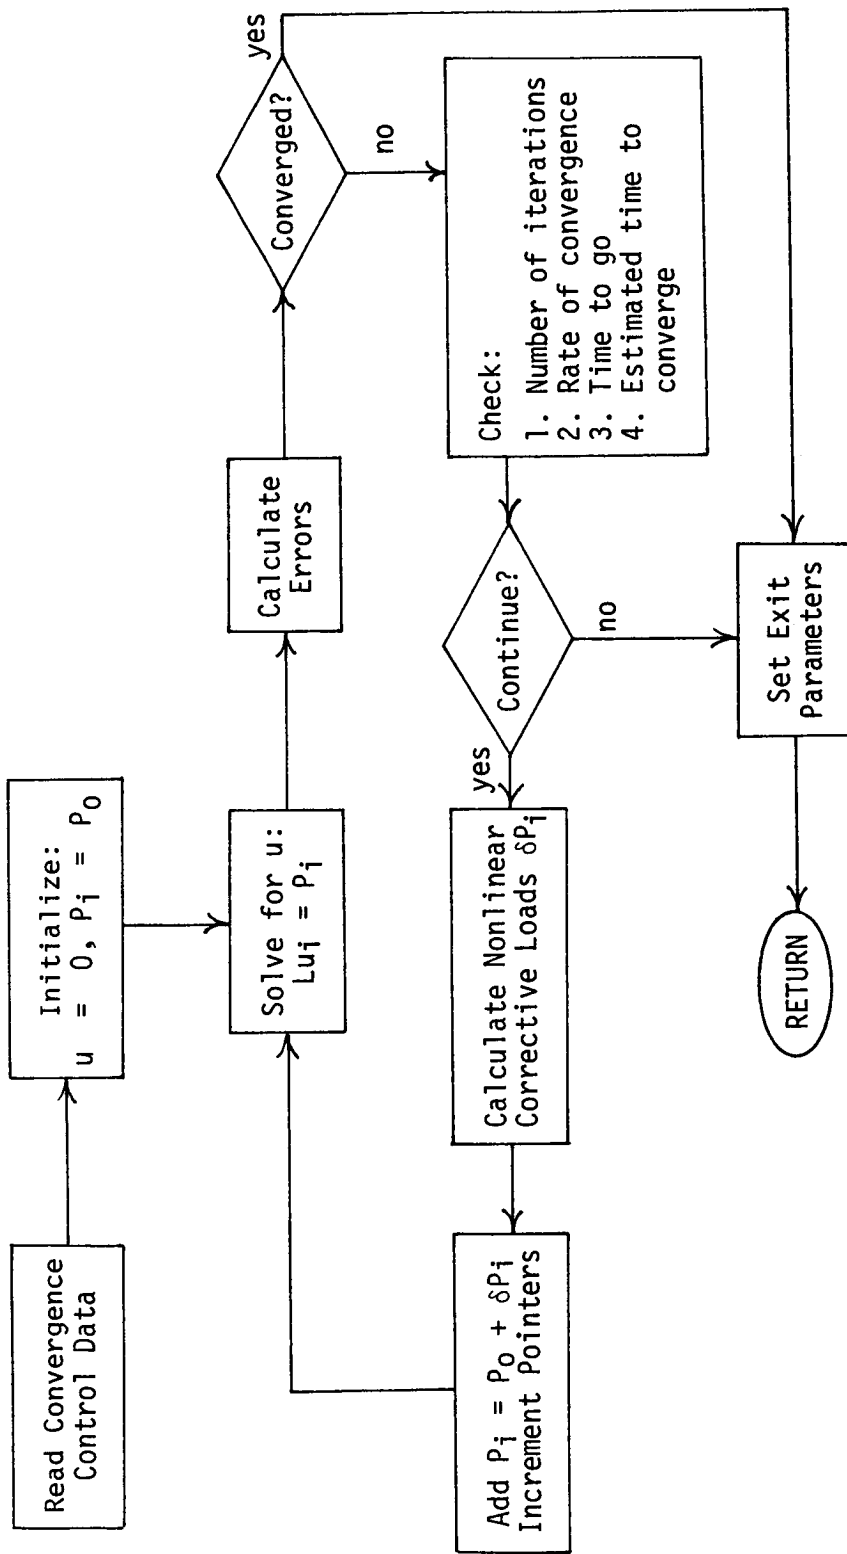 Read Convergence
Control Data
Initialize:
u = 0, Pi = Po
Solve for u:
Lui = Pi
Calculate
Errors
Converged?
yes
no
Check:
1. Number of iterations
2. Rate of convergence
3. Time to go
4. Estimated time to
converge
Continue?
yes
no
Calculate Nonlinear
Corrective Loads δPi
Add Pi = Po + δPi
Increment Pointers
Set Exit
Parameters
RETURN